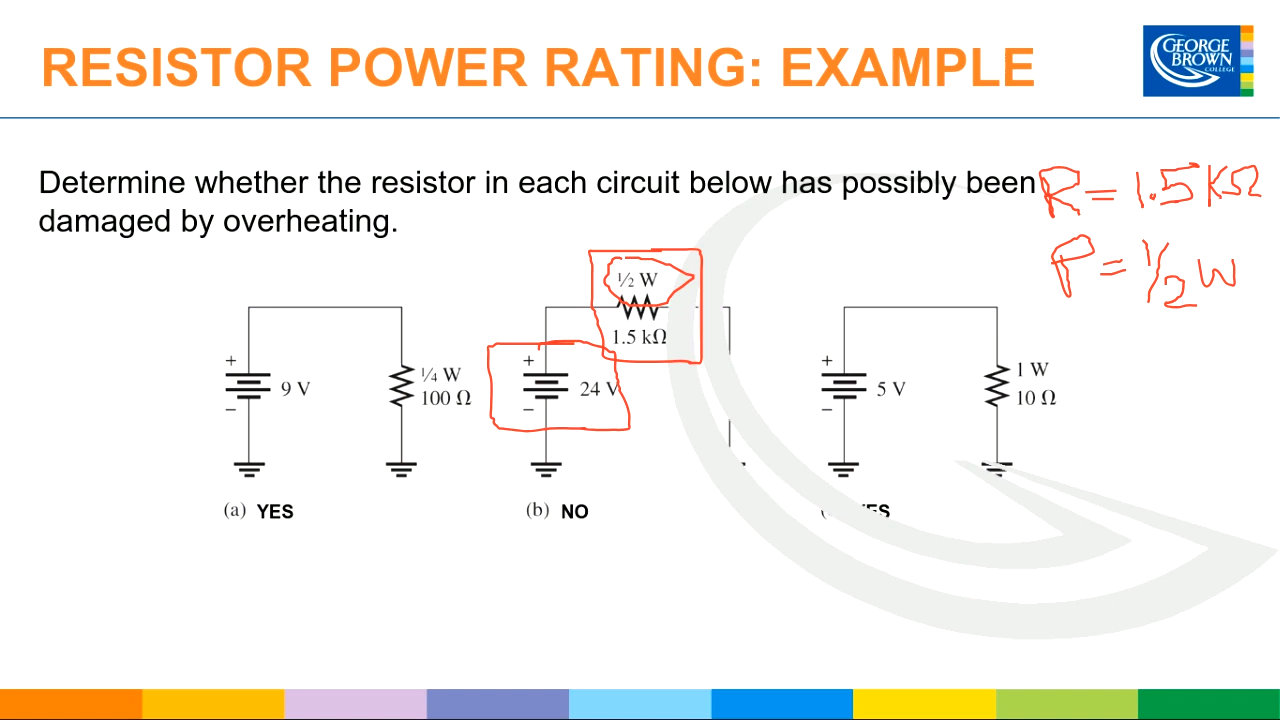 RESISTOR POWER RATING: EXAMPLE
GEORGE
BROWN
COLLEGE
Determine whether the resistor in each circuit below has possibly been
damaged by overheating.
R = 1.5 KΩ
P = 1/2 W
+
9 V
−
¼ W
100 Ω
(a) YES
½ W
1.5 kΩ
+
24 V
−
(b) NO
+
5 V
−
1 W
10 Ω
YES